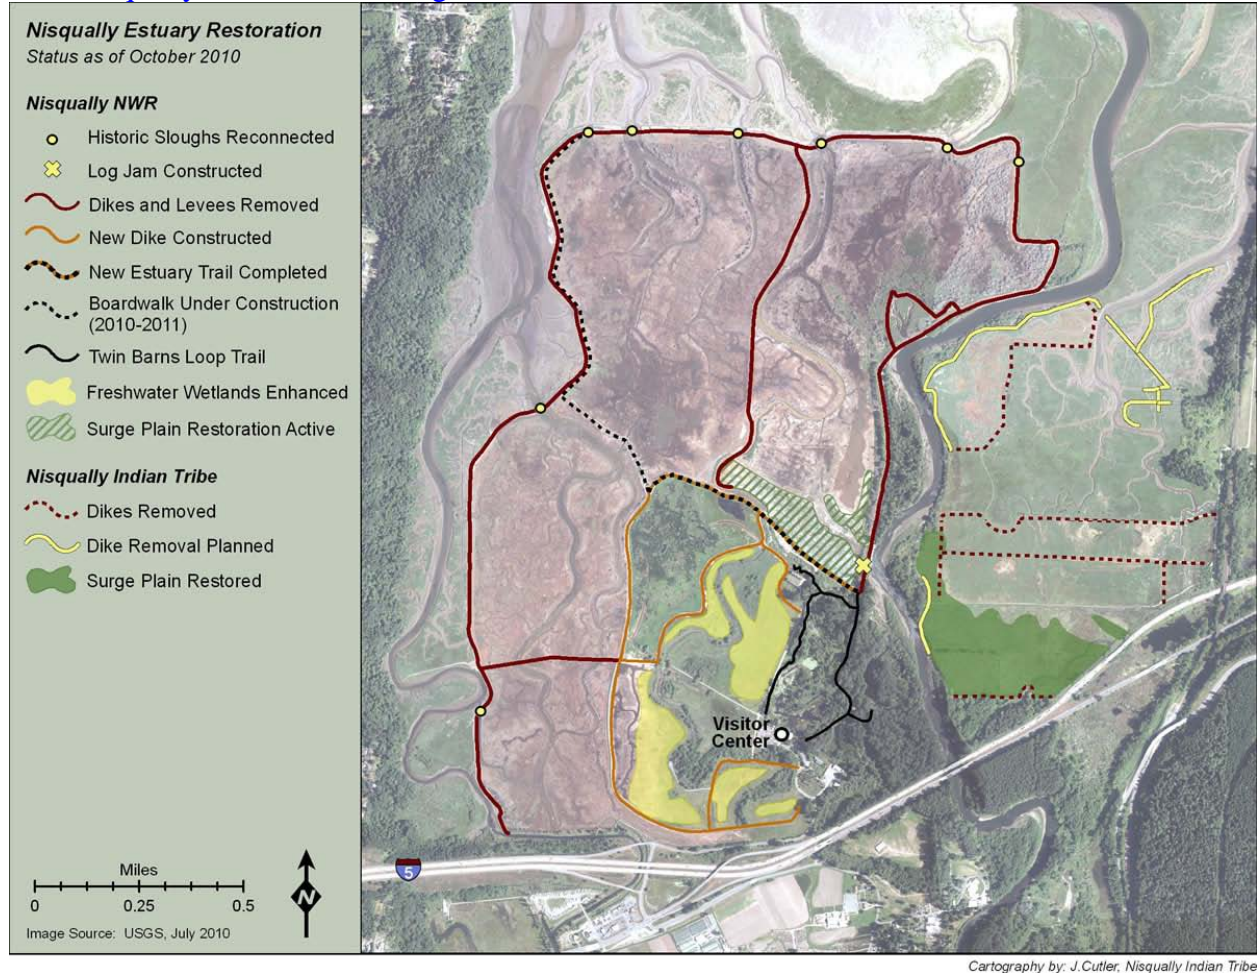 Nisqually Estuary Restoration
Status as of October 2010
Nisqually NWR
Historic Sloughs Reconnected
Log Jam Constructed
Dikes and Levees Removed
New Dike Constructed
New Estuary Trail Completed
Boardwalk Under Construction
(2010-2011)
Twin Barns Loop Trail
Freshwater Wetlands Enhanced
Surge Plain Restoration Active
Nisqually Indian Tribe
Dikes Removed
Dike Removal Planned
Surge Plain Restored
Miles
0 0.25 0.5
N
Image Source: USGS, July 2010
Visitor
Center
5
Cartography by: J.Cutler, Nisqually Indian Tribe